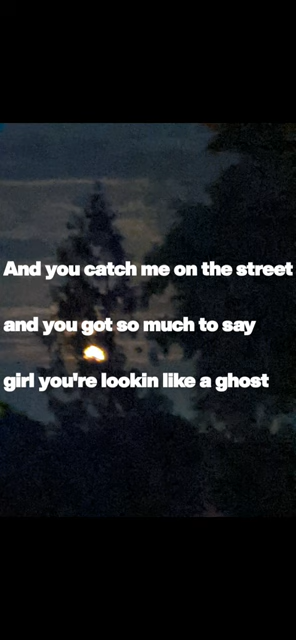 And you catch me on the street
and you got so much to say
girl you're lookin like a ghost